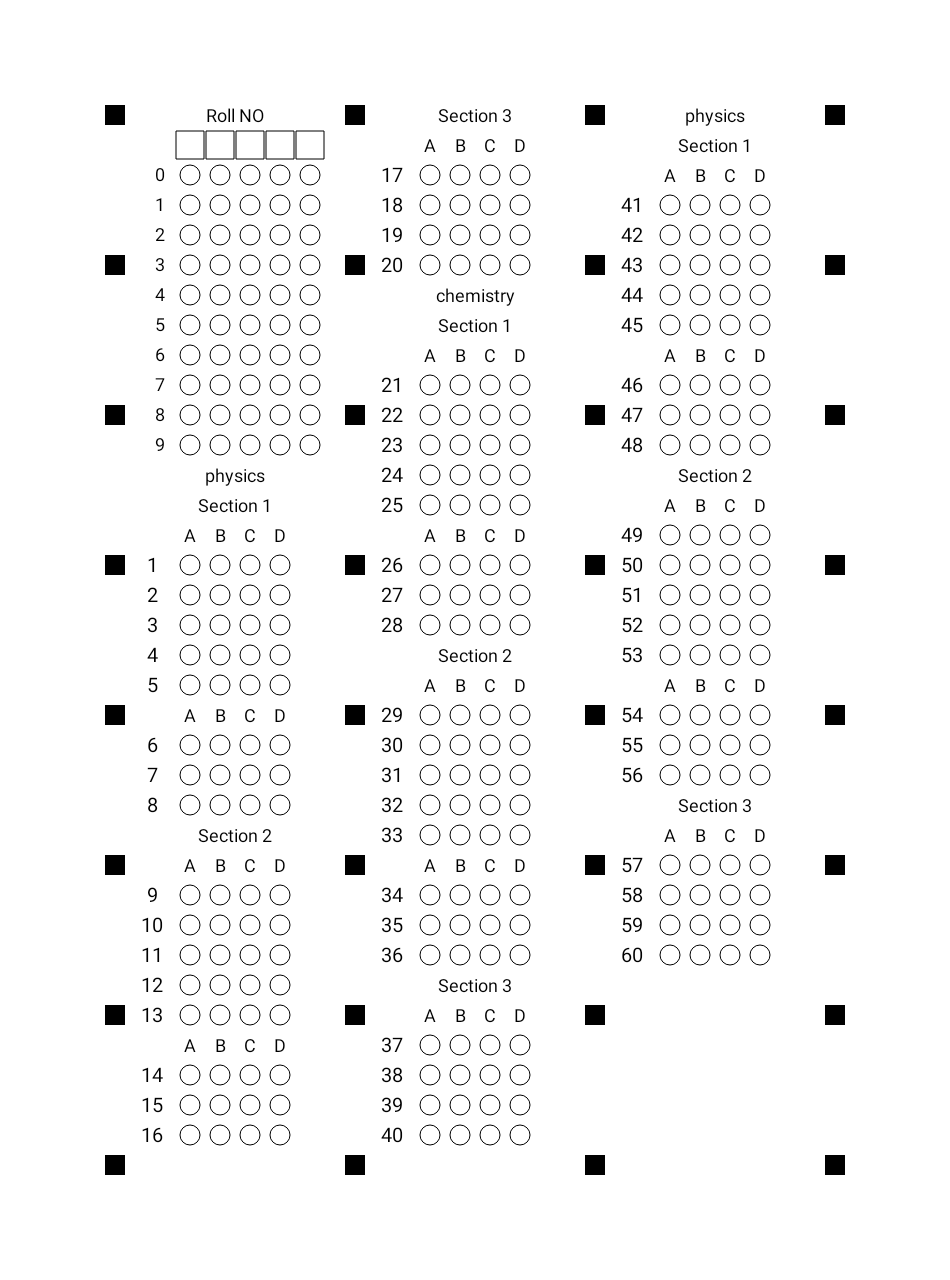 Roll NO
0
1
2
3
4
5
6
7
8
9
physics
Section 1
A B C D
1
2
3
4
5
A B C D
6
7
8
Section 2
A B C D
9
10
11
12
13
A B C D
14
15
16
Section 3
A B C D
17
18
19
20
chemistry
Section 1
A B C D
21
22
23
24
25
A B C D
26
27
28
Section 2
A B C D
29
30
31
32
33
A B C D
34
35
36
Section 3
A B C D
37
38
39
40
physics
Section 1
A B C D
41
42
43
44
45
A B C D
46
47
48
Section 2
A B C D
49
50
51
52
53
A B C D
54
55
56
Section 3
A B C D
57
58
59
60